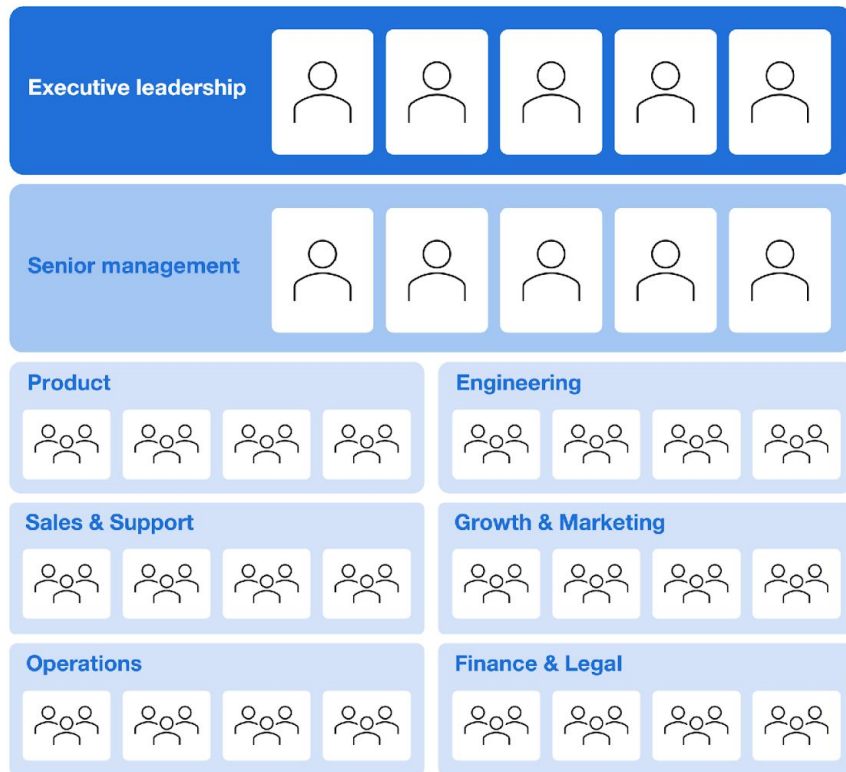 Executive leadership
Senior management
Product
Engineering
Sales & Support
Growth & Marketing
Operations
Finance & Legal